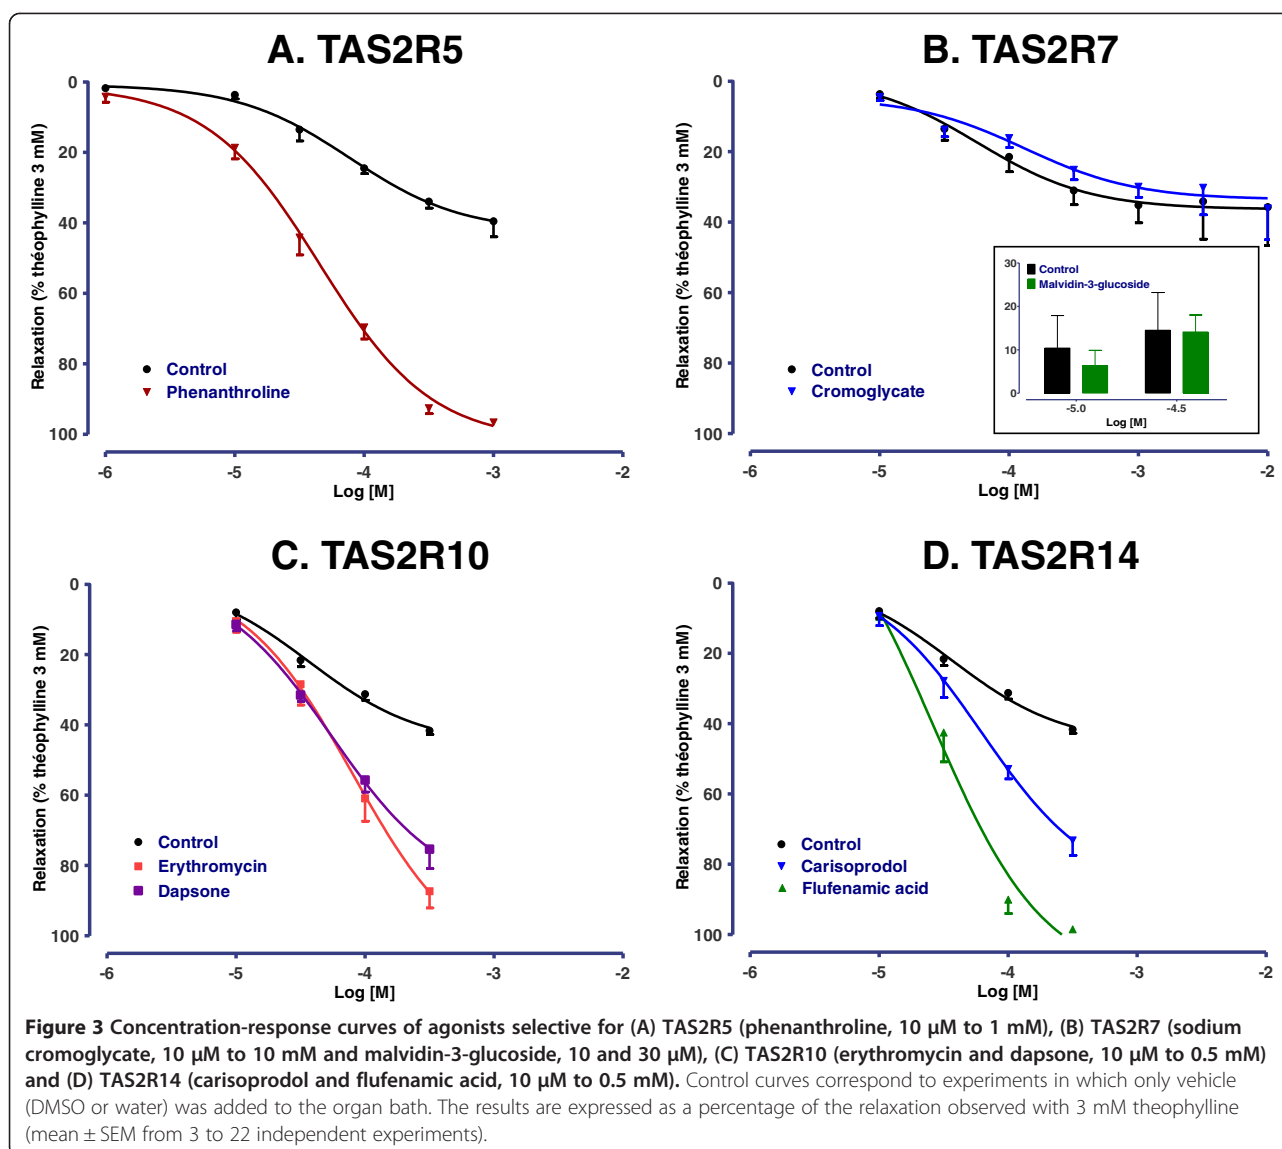 A. TAS2R5
0
20
40
60
80
100
Relaxation (% théophylline 3 mM)
Control
Phenanthroline
-6
-5
-4
-3
-2
Log [M]
B. TAS2R7
0
20
40
60
80
100
Relaxation (% théophylline 3 mM)
Control
Cromoglycate
30
20
10
0
Control
Malvidin-3-glucoside
-5.0
-4.5
Log [M]
-6
-5
-4
-3
-2
Log [M]
C. TAS2R10
0
20
40
60
80
100
Relaxation (% théophylline 3 mM)
Control
Erythromycin
Dapsone
-6
-5
-4
-3
-2
Log [M]
D. TAS2R14
0
20
40
60
80
100
Relaxation (% théophylline 3 mM)
Control
Carisoprodol
Flufenamic acid
-6
-5
-4
-3
-2
Log [M]
Figure 3 Concentration-response curves of agonists selective for (A) TAS2R5 (phenanthroline, 10 μM to 1 mM), (B) TAS2R7 (sodium
cromoglycate, 10 μM to 10 mM and malvidin-3-glucoside, 10 and 30 μM), (C) TAS2R10 (erythromycin and dapsone, 10 μM to 0.5 mM)
and (D) TAS2R14 (carisoprodol and flufenamic acid, 10 μM to 0.5 mM). Control curves correspond to experiments in which only vehicle
(DMSO or water) was added to the organ bath. The results are expressed as a percentage of the relaxation observed with 3 mM theophylline
(mean ± SEM from 3 to 22 independent experiments).